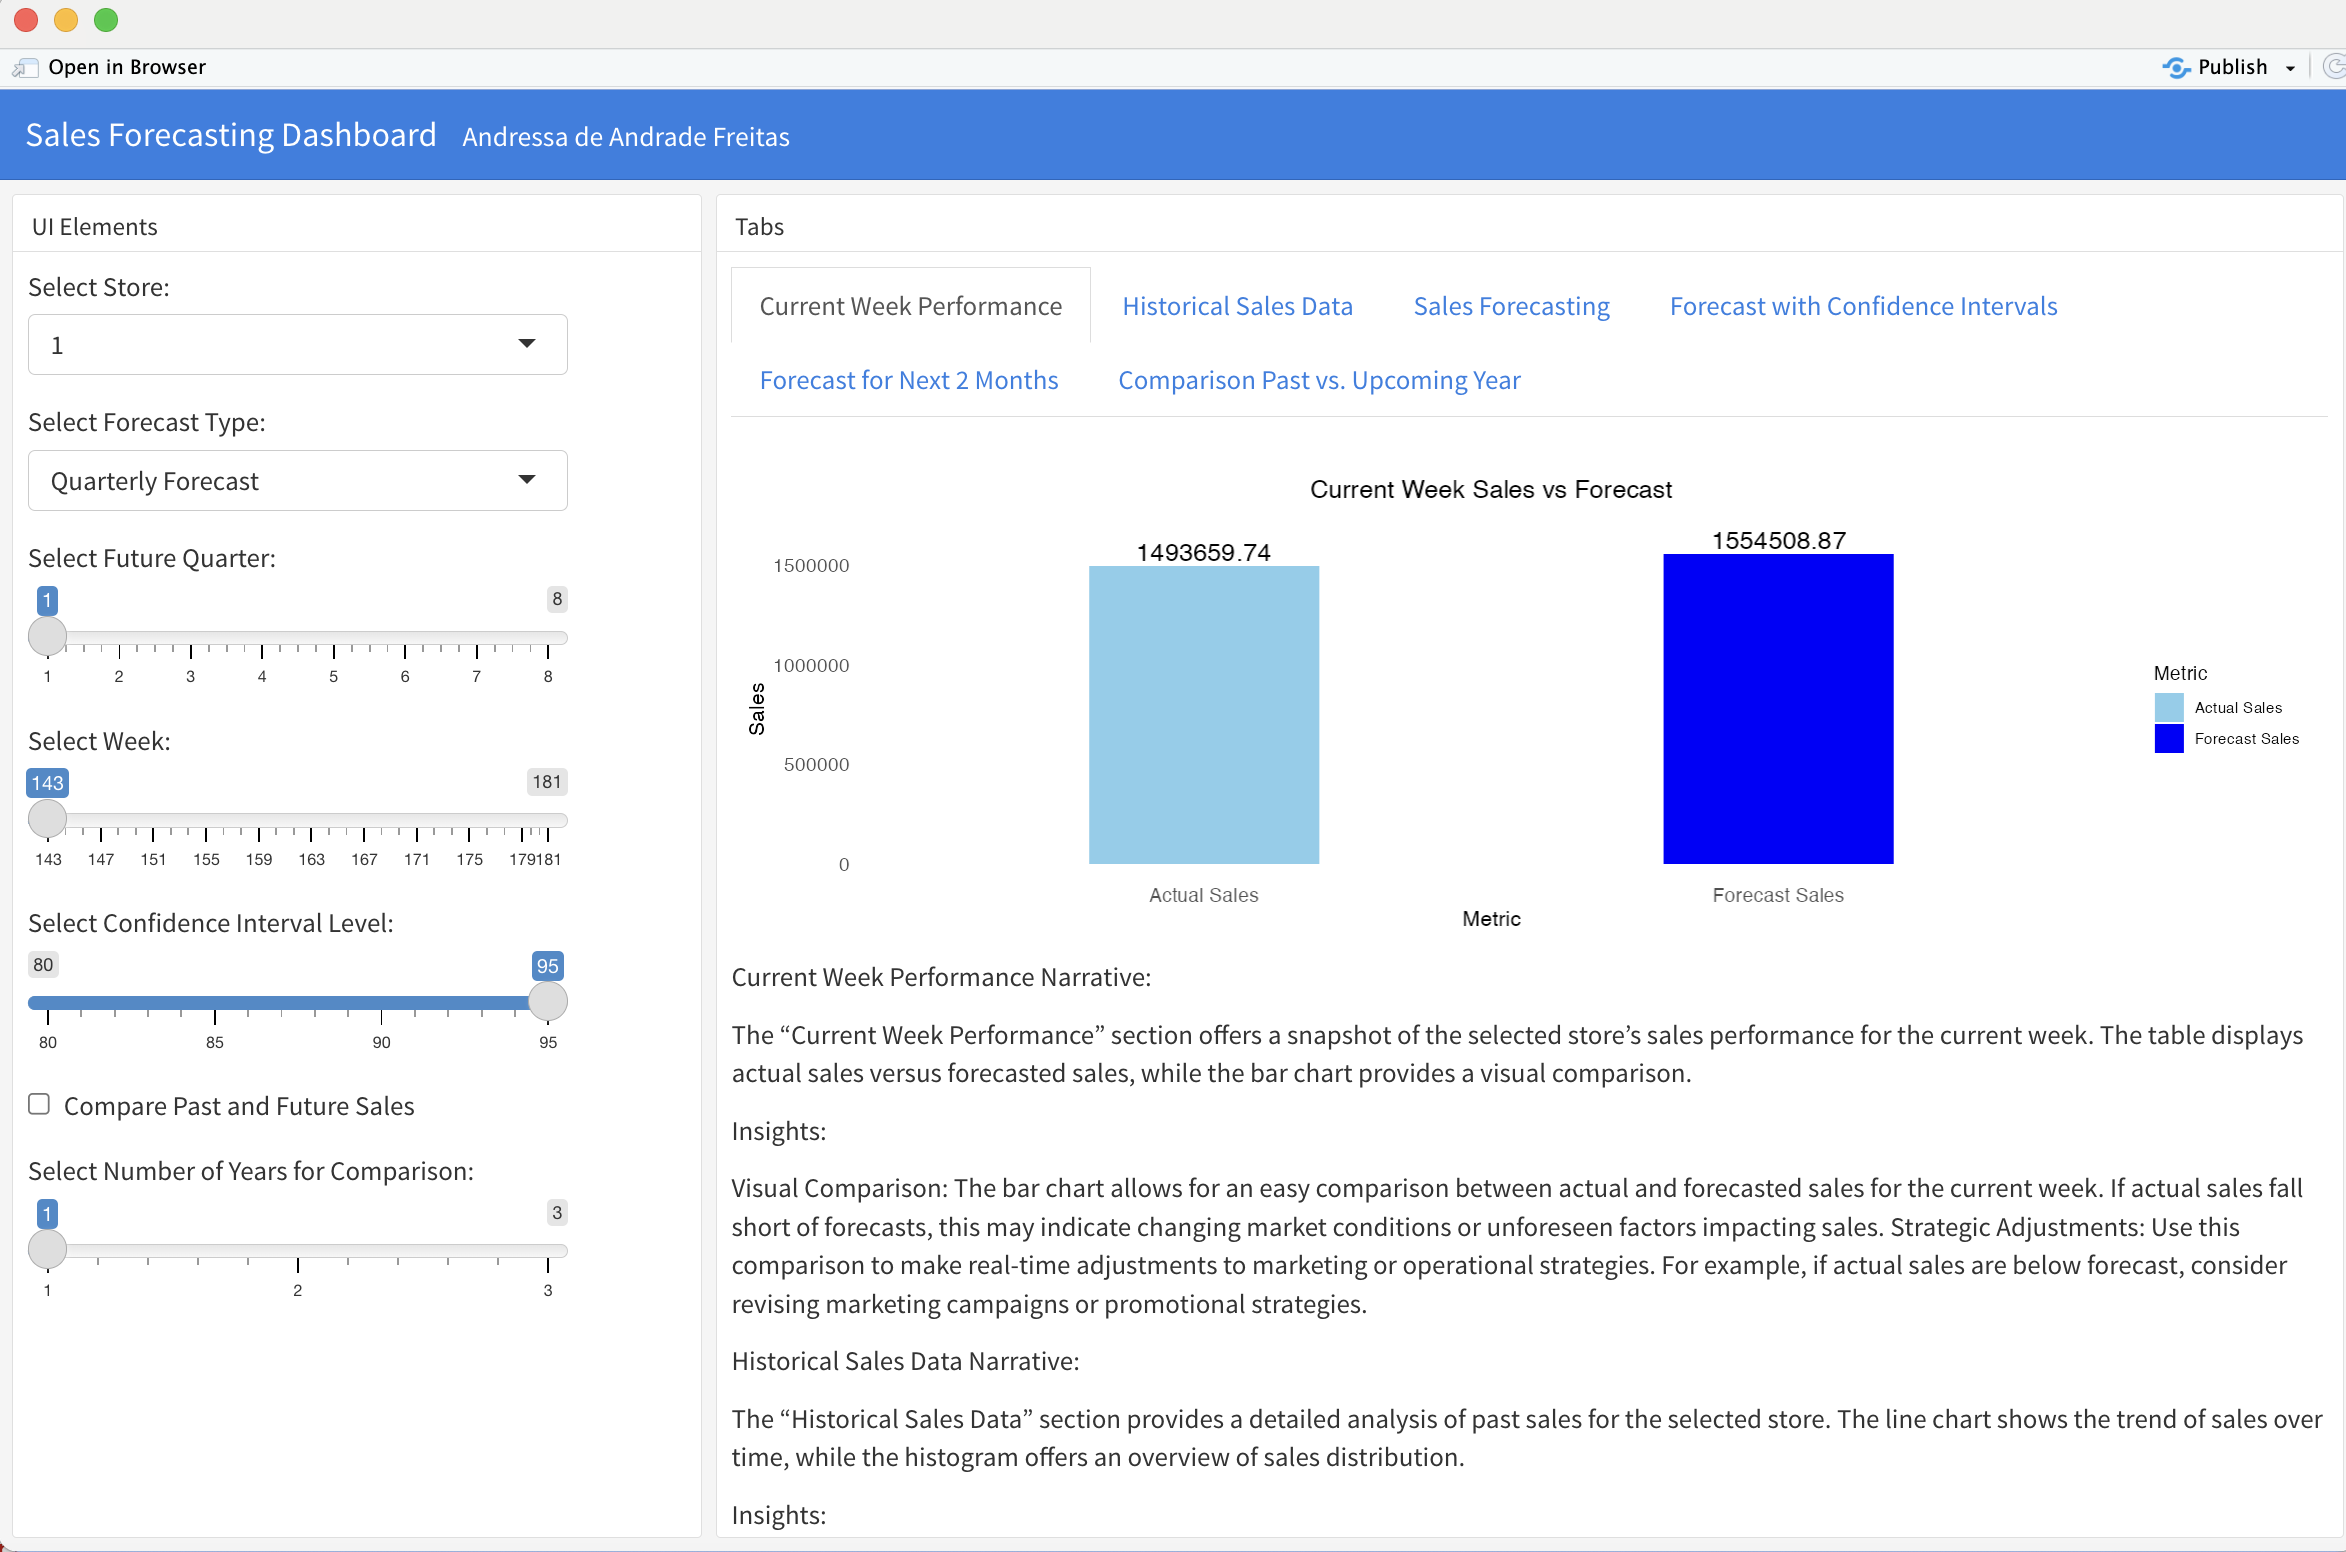 Open in Browser
Publish
Sales Forecasting Dashboard Andressa de Andrade Freitas
UI Elements
Select Store:
1
Select Forecast Type:
Quarterly Forecast
Select Future Quarter:
1 8
1 2 3 4 5 6 7 8
Select Week:
143 181
143 147 151 155 159 163 167 171 175 179181
Select Confidence Interval Level:
80 95
80 85 90 95
Compare Past and Future Sales
Select Number of Years for Comparison:
1 3
1 2 3
Tabs
Current Week Performance Historical Sales Data Sales Forecasting Forecast with Confidence Intervals
Forecast for Next 2 Months Comparison Past vs. Upcoming Year
Current Week Sales vs Forecast
1493659.74
1554508.87
1500000
1000000
500000
0
Sales
Actual Sales Forecast Sales
Metric
Metric
Actual Sales
Forecast Sales
Current Week Performance Narrative:
The “Current Week Performance” section offers a snapshot of the selected store’s sales performance for the current week. The table displays
actual sales versus forecasted sales, while the bar chart provides a visual comparison.
Insights:
Visual Comparison: The bar chart allows for an easy comparison between actual and forecasted sales for the current week. If actual sales fall
short of forecasts, this may indicate changing market conditions or unforeseen factors impacting sales. Strategic Adjustments: Use this
comparison to make real-time adjustments to marketing or operational strategies. For example, if actual sales are below forecast, consider
revising marketing campaigns or promotional strategies.
Historical Sales Data Narrative:
The “Historical Sales Data” section provides a detailed analysis of past sales for the selected store. The line chart shows the trend of sales over
time, while the histogram offers an overview of sales distribution.
Insights: